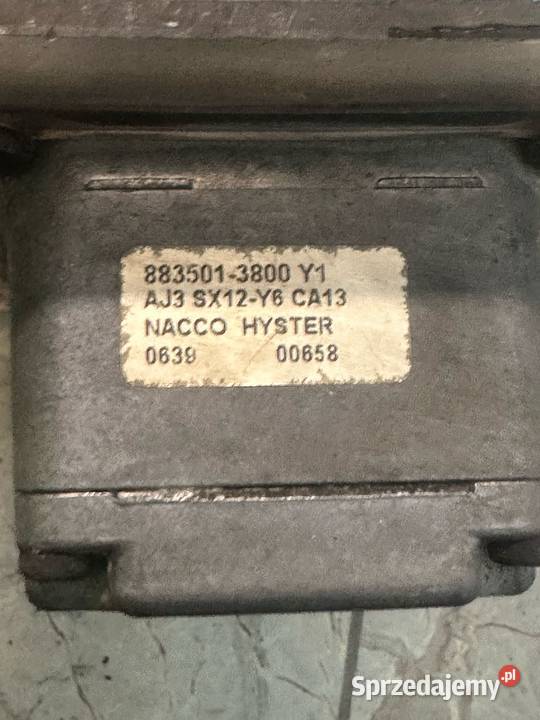 883501-3800 Y1
AJ3 SX12-Y6 CA13
NACCO HYSTER
0639 00658
Sprzedajemy.pl